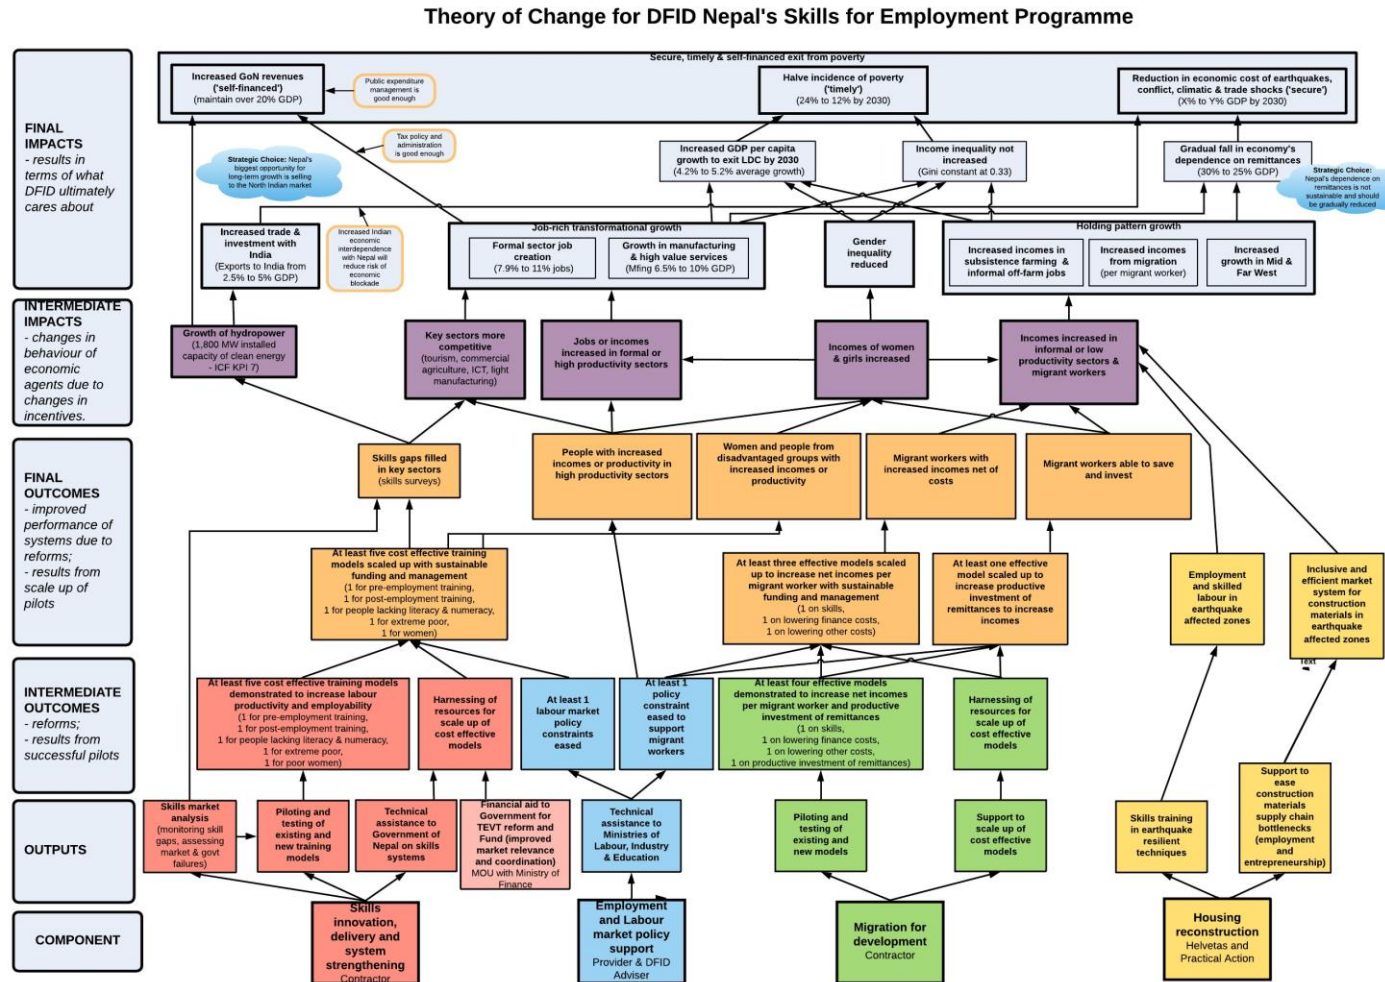 Theory of Change for DFID Nepal's Skills for Employment Programme
FINAL
IMPACTS
- results in
terms of what
DFID ultimately
cares about
Secure, timely & self-financed exit from poverty
Increased GoN revenues
('self-financed')
(maintain over 20% GDP)
Public expenditure
management is
good enough
Halve incidence of poverty
('timely')
(24% to 12% by 2030)
Reduction in economic cost of earthquakes,
conflict, climatic & trade shocks ('secure')
(X% to Y% GDP by 2030)
Tax policy and
administration
is good enough
Strategic Choice: Nepal's
biggest opportunity for
long-term growth is selling
to the North Indian market
Increased GDP per capita
growth to exit LDC by 2030
(4.2% to 5.2% average growth)
Income inequality not
increased
(Gini constant at 0.33)
Gradual fall in economy's
dependence on remittances
(30% to 25% GDP)
Strategic Choice:
Nepal's dependence on
remittances is not
sustainable and should
be gradually reduced
Increased trade &
investment with
India
(Exports to India from
2.5% to 5% GDP)
Increased Indian
economic
interdependence
with Nepal will
reduce risk of
economic
blockade
Job-rich transformational growth
Formal sector job
creation
(7.9% to 11% jobs)
Growth in manufacturing
& high value services
(Mfing 6.5% to 10% GDP)
Gender
inequality
reduced
Holding pattern growth
Increased incomes in
subsistence farming &
informal off-farm jobs
Increased incomes
from migration
(per migrant worker)
Increased
growth in Mid &
Far West
INTERMEDIATE
IMPACTS
- changes in
behaviour of
economic
agents due to
changes in
incentives.
Growth of hydropower
(1,800 MW installed
capacity of clean energy
- ICF KPI 7)
Key sectors more
competitive
(tourism, commercial
agriculture, ICT, light
manufacturing)
Jobs or incomes
increased in formal or
high productivity sectors
Incomes of women
& girls increased
Incomes increased in
informal or low
productivity sectors &
migrant workers
FINAL
OUTCOMES
- improved
performance of
systems due to
reforms;
- results from
scale up of
pilots
Skills gaps filled
in key sectors
(skills surveys)
People with increased
incomes or productivity in
high productivity sectors
Women and people from
disadvantaged groups with
increased incomes or
productivity
Migrant workers with
increased incomes net of
costs
Migrant workers able to save
and invest
At least five cost effective training
models scaled up with sustainable
funding and management
(1 for pre-employment training,
1 for post-employment training,
1 for people lacking literacy & numeracy,
1 for extreme poor,
1 for women)
At least three effective models scaled
up to increase net incomes per
migrant worker with sustainable
funding and management
(1 on skills,
1 on lowering finance costs,
1 on lowering other costs)
At least one effective
model scaled up to
increase productive
investment of
remittances to increase
incomes
Employment
and skilled
labour in
earthquake
affected zones
Inclusive and
efficient market
system for
construction
materials in
earthquake
affected zones
Text
INTERMEDIATE
OUTCOMES
- reforms;
- results from
successful pilots
At least five cost effective training models
demonstrated to increase labour
productivity and employability
(1 for pre-employment training,
1 for post-employment training,
1 for people lacking literacy & numeracy,
1 for extreme poor,
1 for poor women)
Harnessing of
resources for
scale up of
cost effective
models
At least 1
labour market
policy
constraints
eased
At least 1
policy
constraint
eased to
support
migrant
workers
At least four effective models
demonstrated to increase net incomes
per migrant worker and productive
investment of remittances
(1 on skills,
1 on lowering finance costs,
1 on lowering other costs,
1 on productive investment of remittances)
Harnessing of
resources for
scale up of
cost effective
models
Support to
ease
construction
materials
supply chain
bottlenecks
(employment
and
entrepreneurship)
OUTPUTS
Skills market
analysis
(monitoring skill
gaps, assessing
market & govt
failures)
Piloting and
testing of
existing and
new training
models
Technical
assistance to
Government of
Nepal on skills
systems
Financial aid to
Government for
TEVT reform and
Fund (improved
market relevance
and coordination)
MOU with Ministry of
Finance
Technical
assistance to
Ministries of
Labour, Industry
& Education
Piloting and
testing of
existing and
new models
Support to
scale up of
cost effective
models
Skills training
in earthquake
resilient
techniques
COMPONENT
Skills
innovation,
delivery and
system
strengthening
Contractor
Employment
and Labour
market policy
support
Provider & DFID
Adviser
Migration for
development
Contractor
Housing
reconstruction
Helvetas and
Practical Action